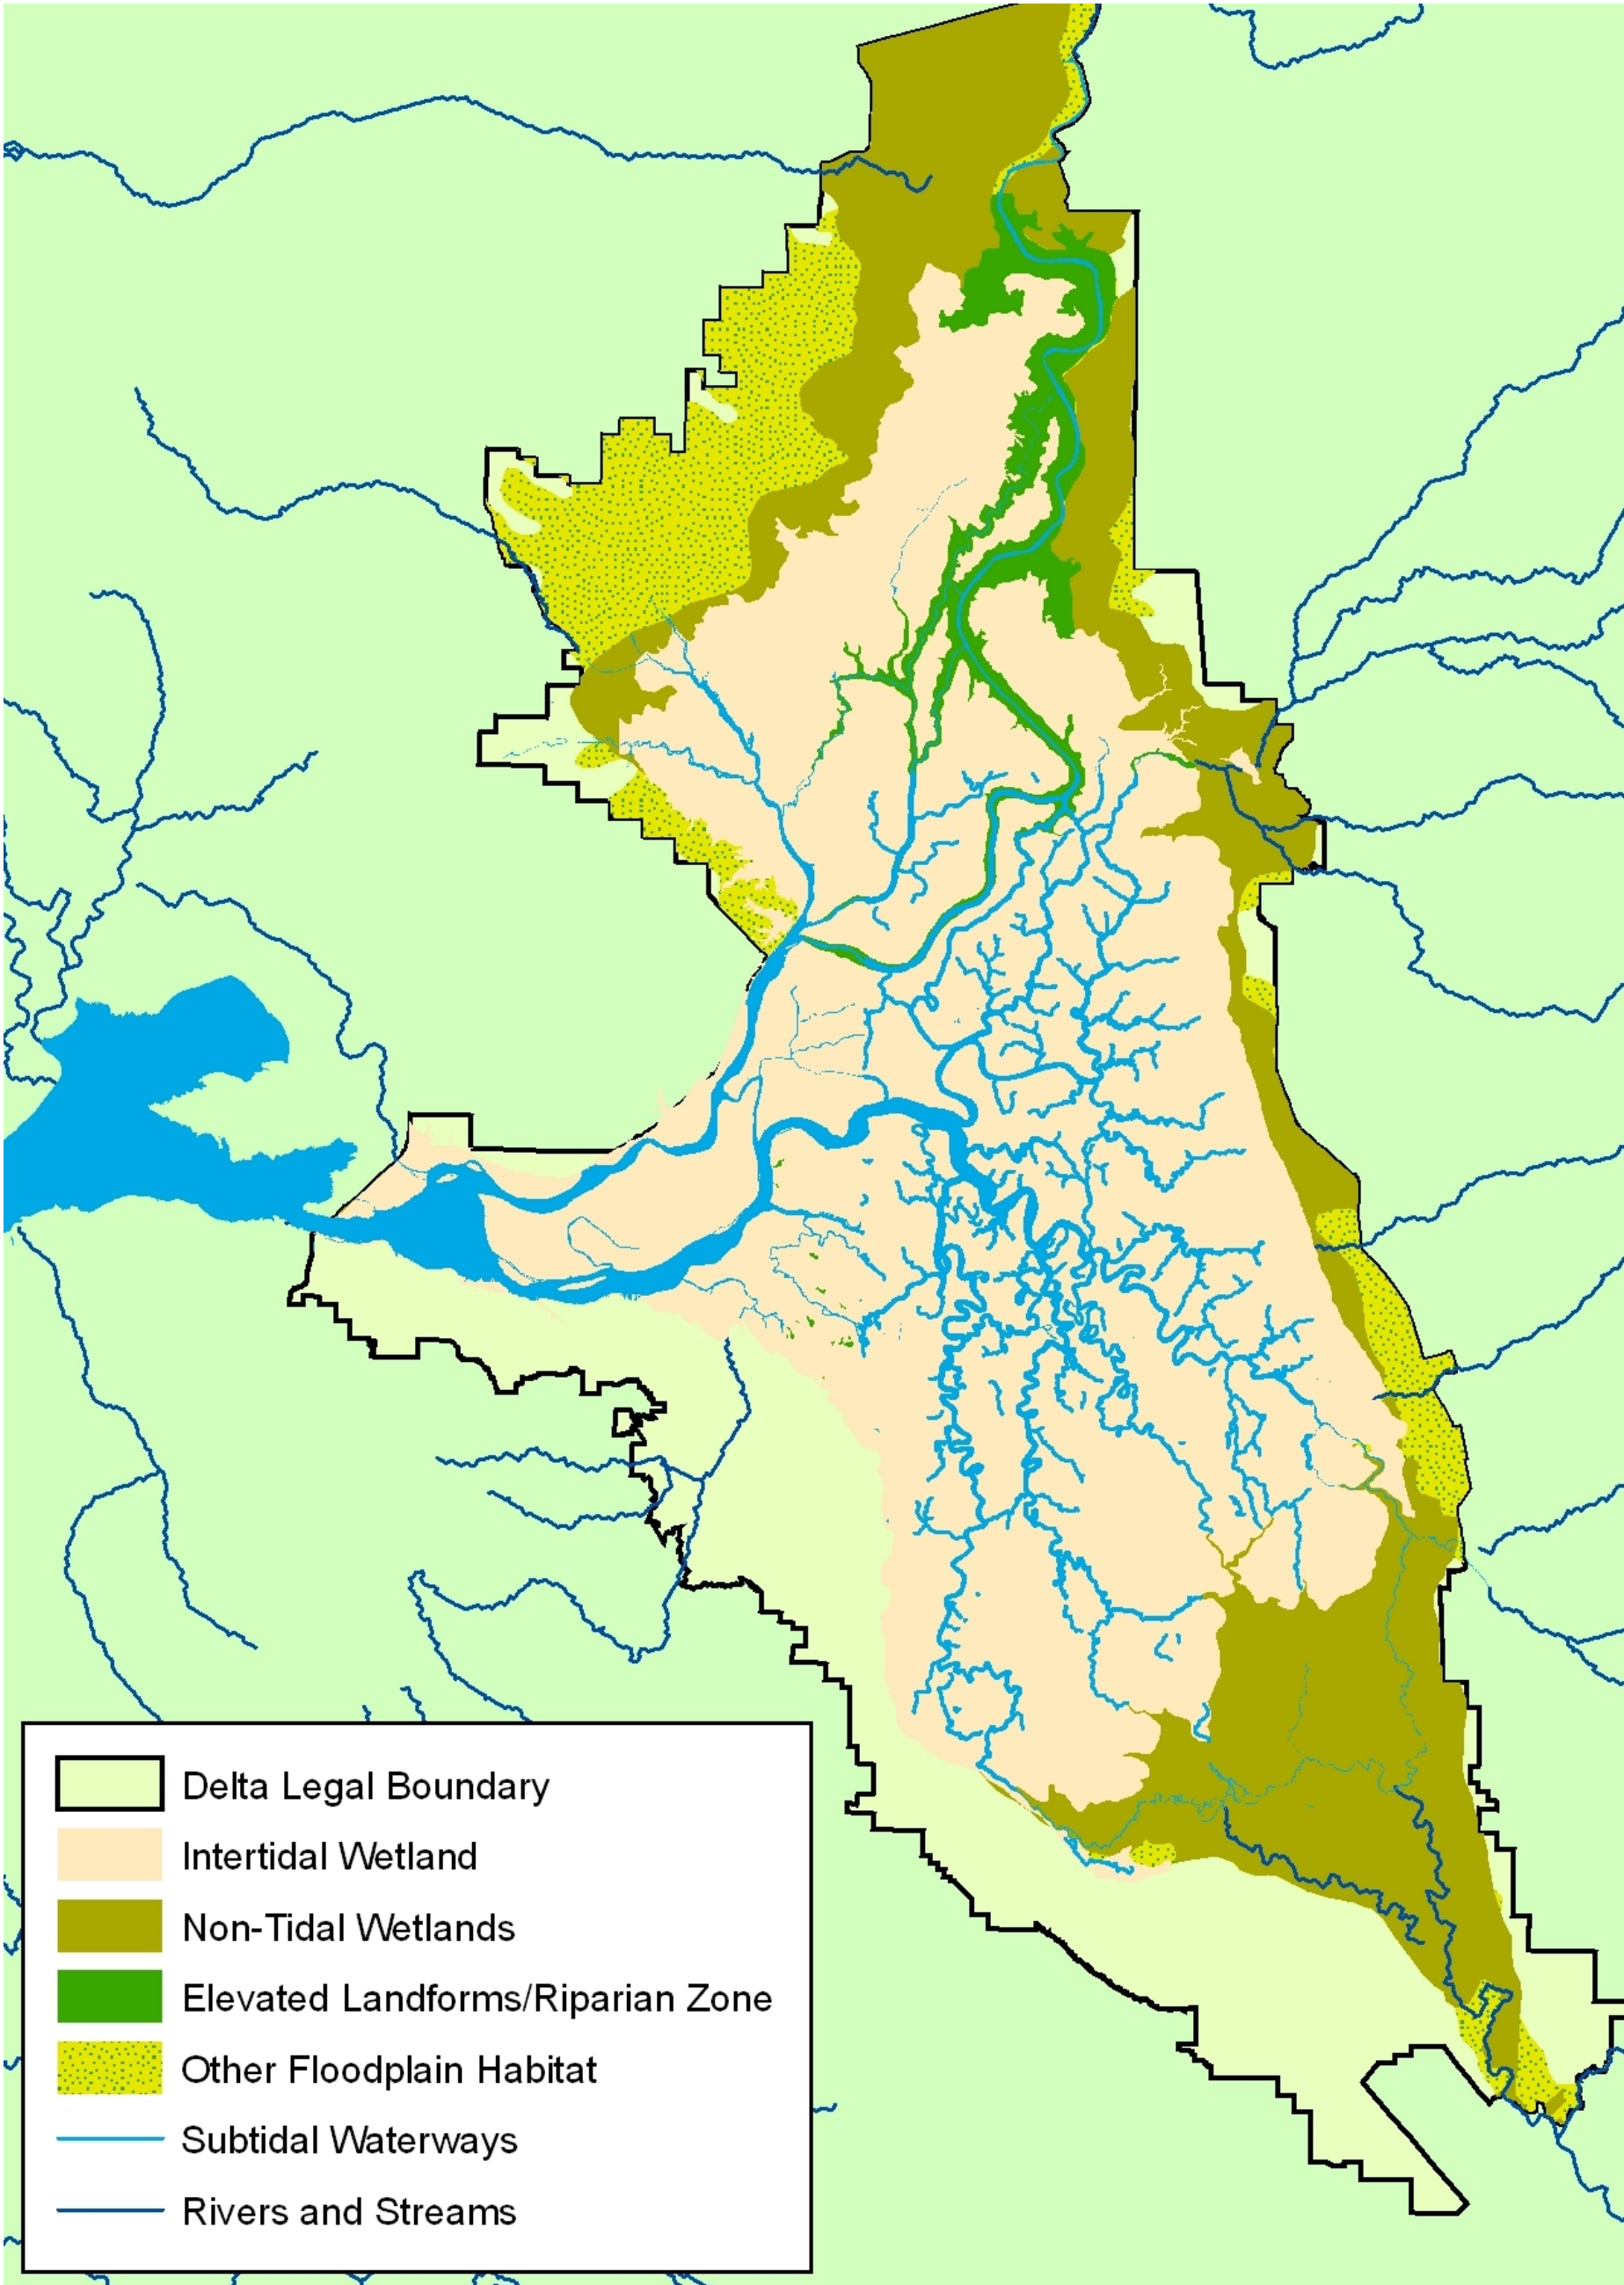 Delta Legal Boundary
Intertidal Wetland
Non-Tidal Wetlands
Elevated Landforms/Riparian Zone
Other Floodplain Habitat
Subtidal Waterways
Rivers and Streams